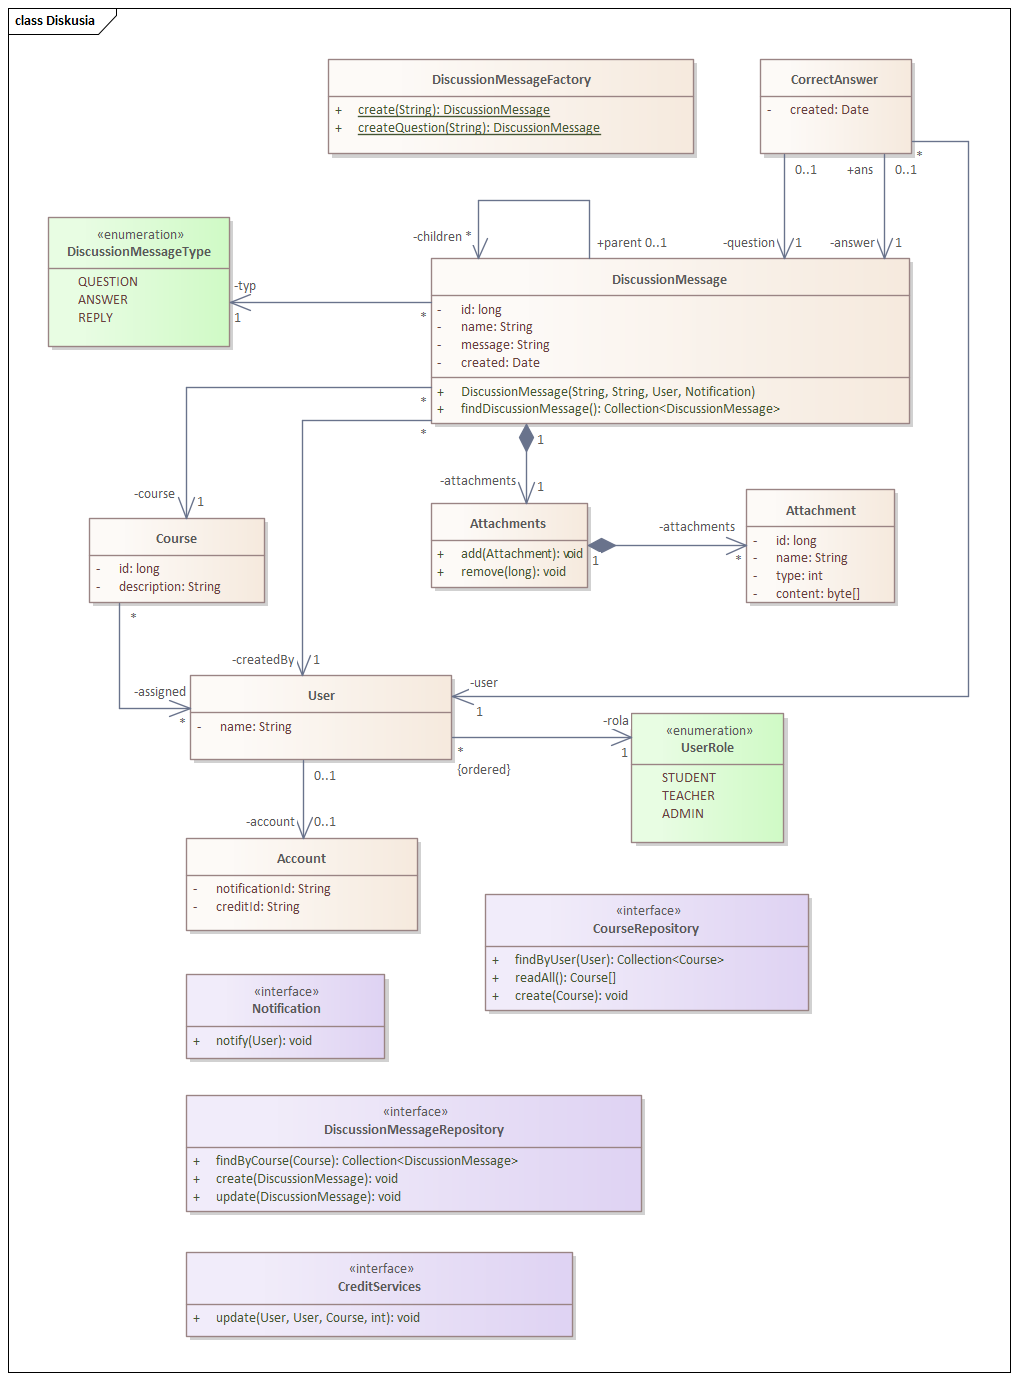 class Diskusia
DiscussionMessageFactory
+ create(String): DiscussionMessage
+ createQuestion(String): DiscussionMessage
CorrectAnswer
- created: Date
*
0..1
+ans
0..1
-children *
+parent 0..1
-question
1
-answer
1
«enumeration»
DiscussionMessageType
QUESTION
ANSWER
REPLY
-typ
1
*
DiscussionMessage
- id: long
- name: String
- message: String
- created: Date
+ DiscussionMessage(String, String, User, Notification)
+ findDiscussionMessage(): Collection<DiscussionMessage>
*
*
1
-attachments
1
-course
1
Attachments
+ add(Attachment): void
+ remove(long): void
1
-attachments
*
Attachment
- id: long
- name: String
- type: int
- content: byte[]
Course
- id: long
- description: String
*
-assigned
*
-createdBy
1
User
- name: String
-user
1
*
{ordered}
-rola
1
«enumeration»
UserRole
STUDENT
TEACHER
ADMIN
0..1
-account
0..1
Account
- notificationId: String
- creditId: String
«interface»
CourseRepository
+ findByUser(User): Collection<Course>
+ readAll(): Course[]
+ create(Course): void
«interface»
Notification
+ notify(User): void
«interface»
DiscussionMessageRepository
+ findByCourse(Course): Collection<DiscussionMessage>
+ create(DiscussionMessage): void
+ update(DiscussionMessage): void
«interface»
CreditServices
+ update(User, User, Course, int): void